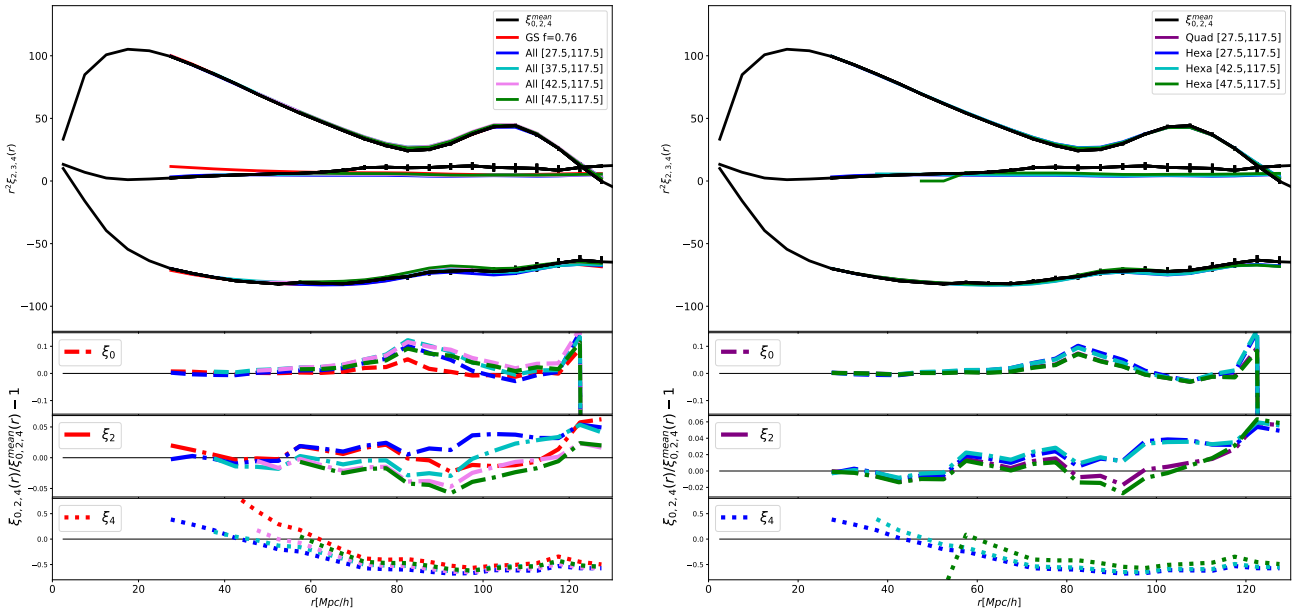 ξ^{mean}_{0,2,4}
GS f=0.76
All [27.5,117.5]
All [37.5,117.5]
All [42.5,117.5]
All [47.5,117.5]
100
50
0
−50
−100
r²ξ_{2,3,4}(r)
ξ₀
0.1
0.0
−0.1
ξ₂
0.05
0.00
−0.05
ξ₄
0.5
0.0
−0.5
ξ_{0,2,4}(r)/ξ^{mean}_{0,2,4}(r) − 1
0 20 40 60 80 100 120
r[Mpc/h]
ξ^{mean}_{0,2,4}
Quad [27.5,117.5]
Hexa [27.5,117.5]
Hexa [42.5,117.5]
Hexa [47.5,117.5]
100
50
0
−50
−100
r²ξ_{2,3,4}(r)
ξ₀
0.1
0.0
−0.1
ξ₂
0.06
0.04
0.02
0.00
−0.02
ξ₄
0.5
0.0
−0.5
ξ_{0,2,4}(r)/ξ^{mean}_{0,2,4}(r) − 1
0 20 40 60 80 100 120
r[Mpc/h]